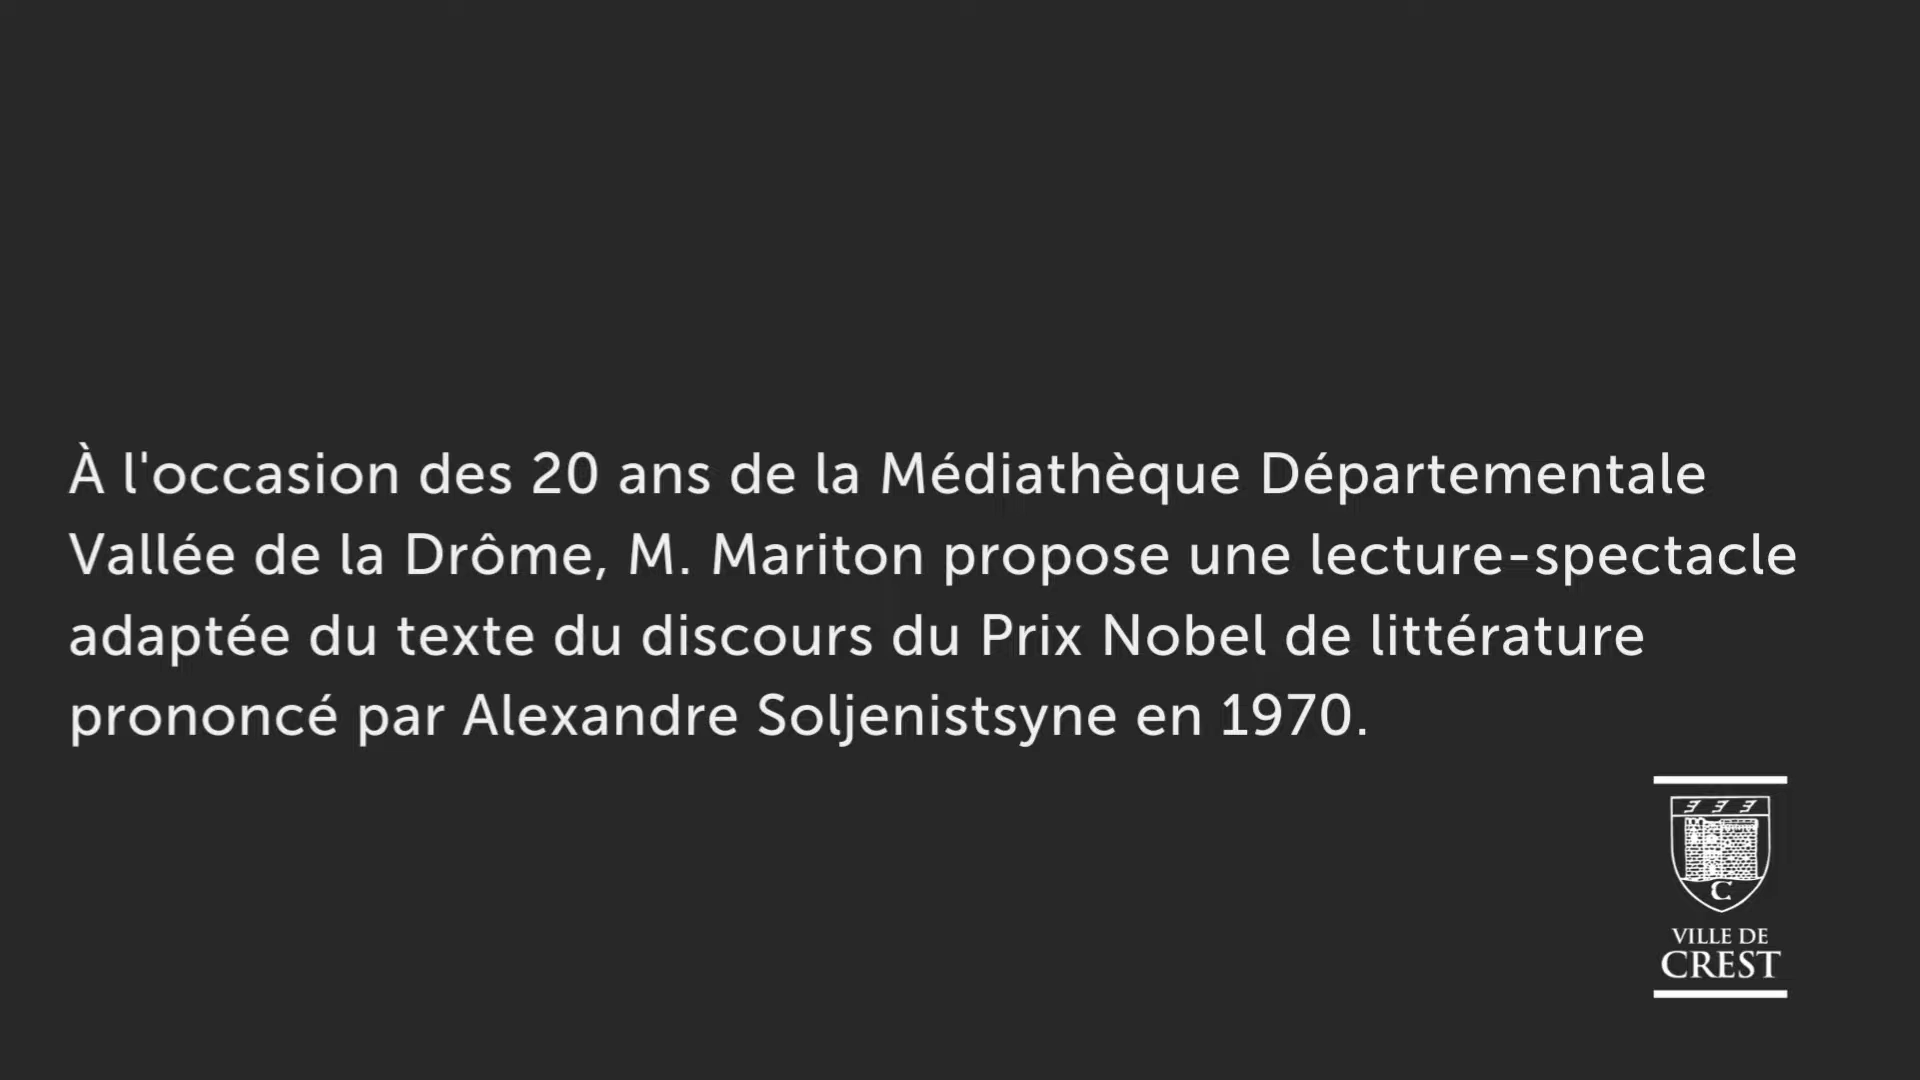 À l'occasion des 20 ans de la Médiathèque Départementale
Vallée de la Drôme, M. Mariton propose une lecture-spectacle
adaptée du texte du discours du Prix Nobel de littérature
prononcé par Alexandre Soljenistsyne en 1970.
C
VILLE DE
CREST